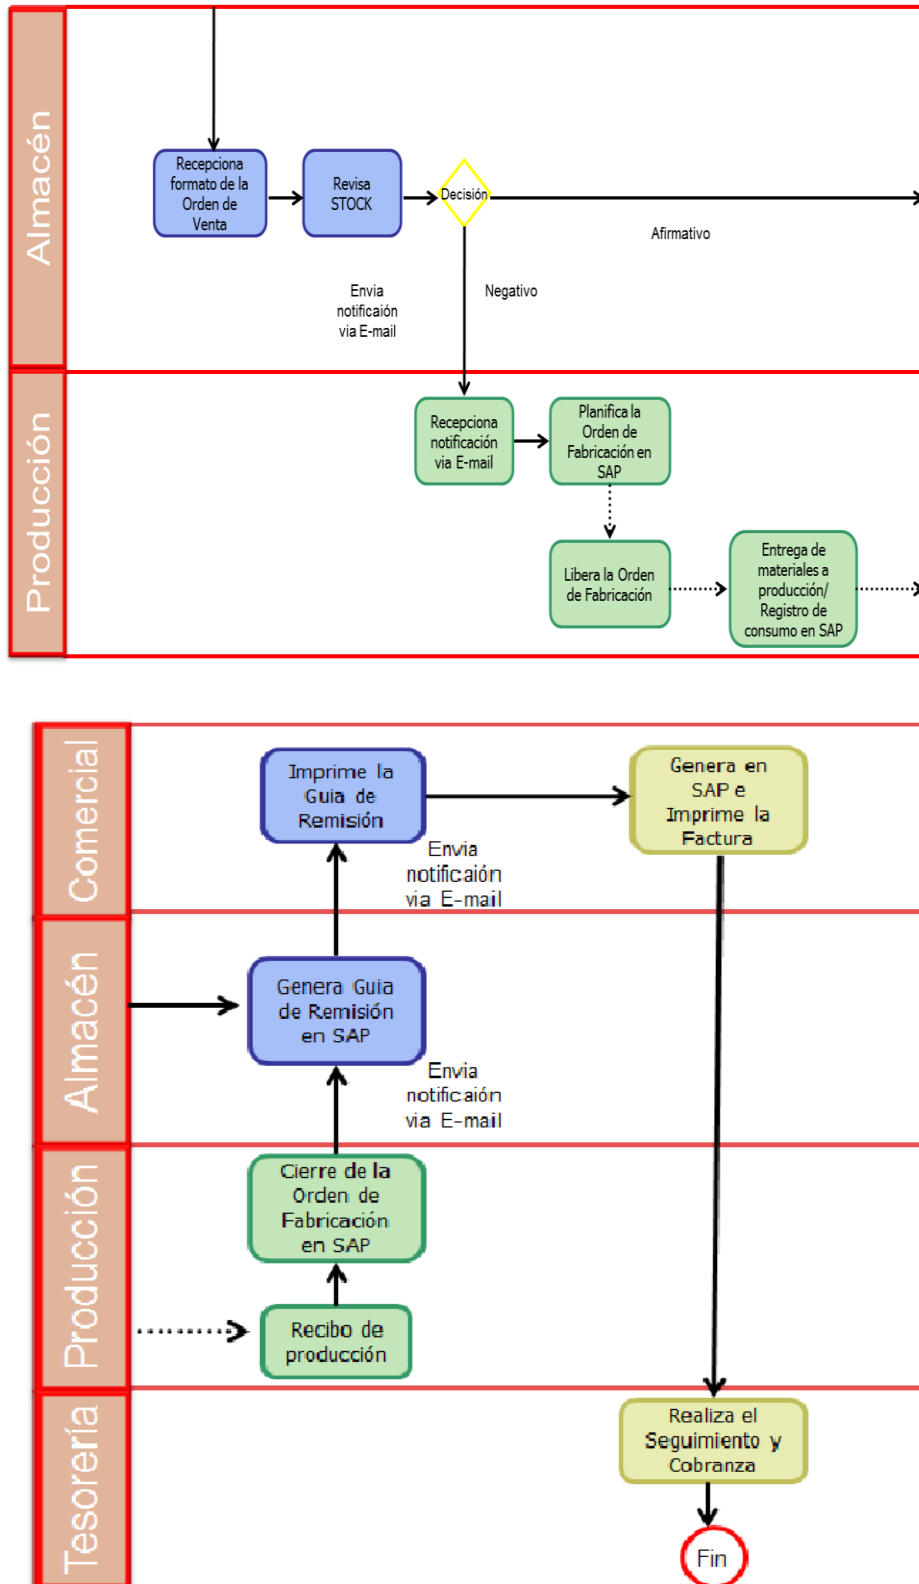 Almacén
Recepciona
formato de la
Orden de
Venta
Revisa
STOCK
Decisión
Afirmativo
Envia
notificaión
via E-mail
Negativo
Producción
Recepciona
notificación
via E-mail
Planifica la
Orden de
Fabricación en
SAP
Libera la Orden
de Fabricación
Entrega de
materiales a
producción/
Registro de
consumo en SAP
Comercial
Imprime la
Guia de
Remisión
Genera en
SAP e
Imprime la
Factura
Envia
notificaión
via E-mail
Almacén
Genera Guia
de Remisión
en SAP
Envia
notificaión
via E-mail
Producción
Cierre de la
Orden de
Fabricación
en SAP
Recibo de
producción
Tesorería
Realiza el
Seguimiento y
Cobranza
Fin